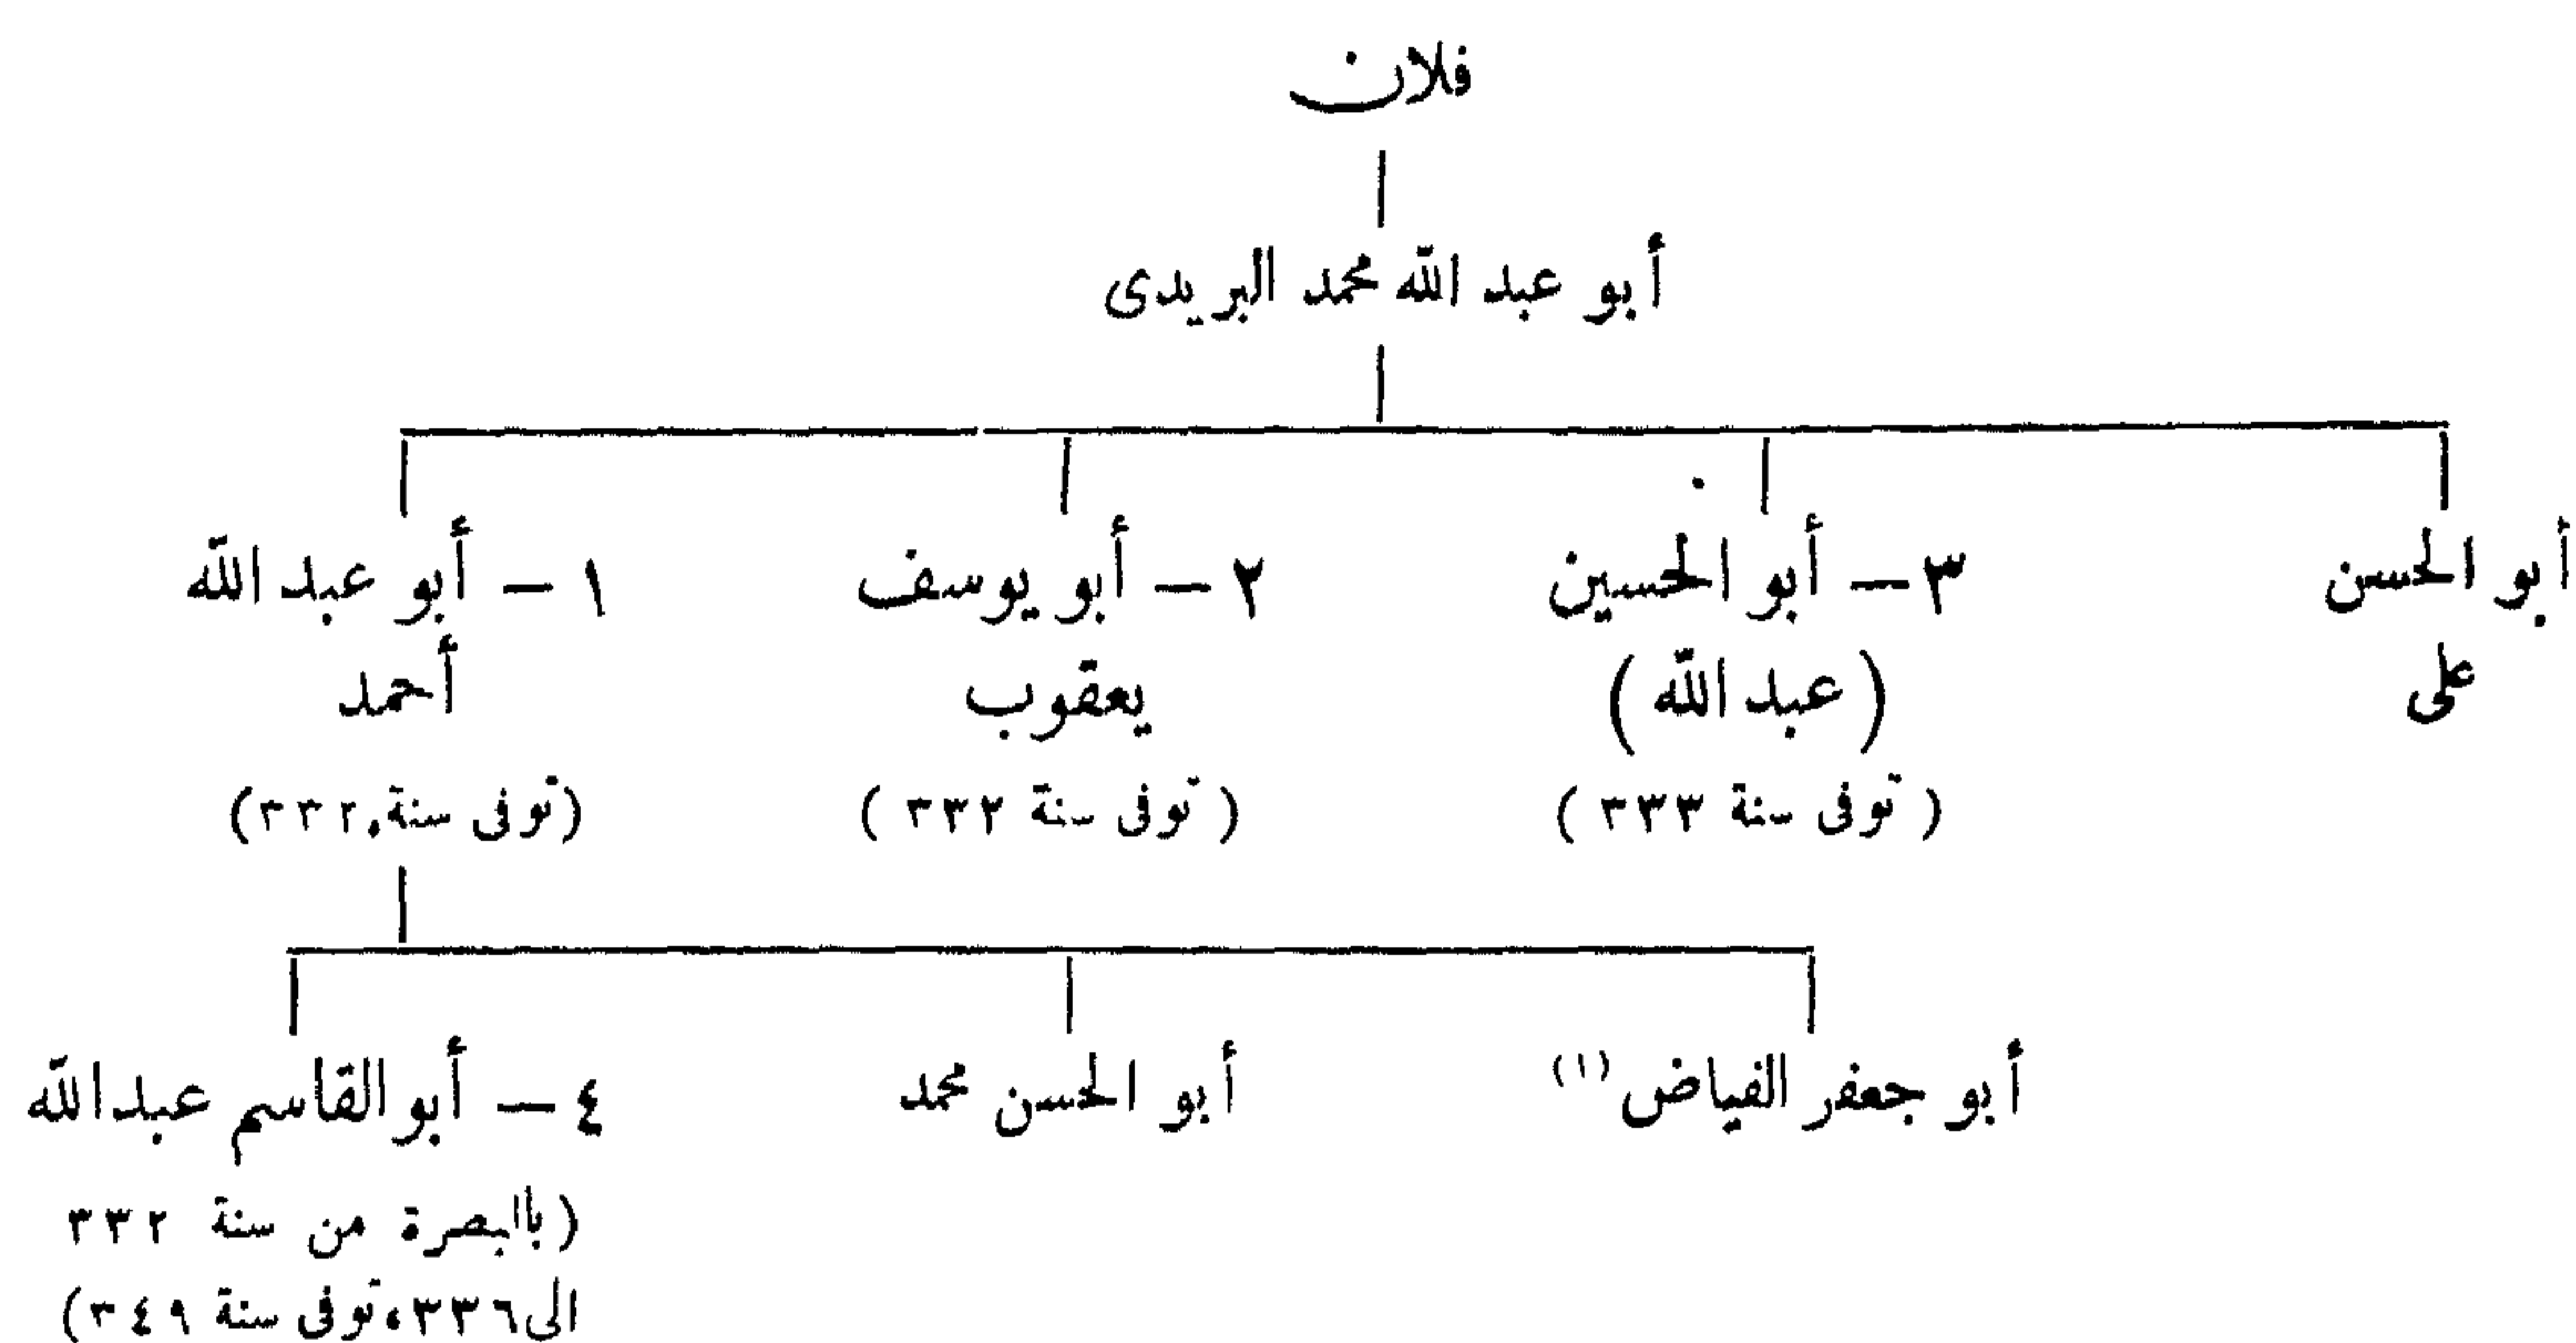 فلان
أبو عبد الله محمد البريدى
أبو الحسن
على
٣ — أبو الحسين
(عبد الله)
(توفى سنة ٣٣٣)
٢ — أبو يوسف
يعقوب
(توفى سنة ٣٣٢)
١ — أبو عبد الله
أحمد
(توفى سنة ٣٣٢)
أبو جعفر الفياض (١)
أبو الحسن محمد
٤ — أبو القاسم عبد الله
(بالبصرة من سنة ٣٣٢
الى ٣٣٦، توفى سنة ٣٤٩)